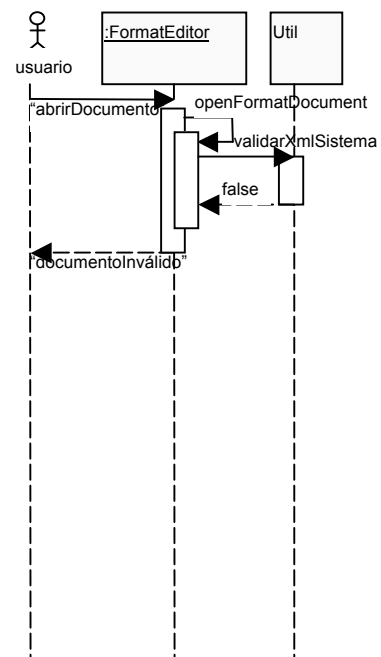 :FormatEditor
Util
usuario
“abrirDocumento
openFormatDocument
validarXmlSistema
false
“documentoInválido”